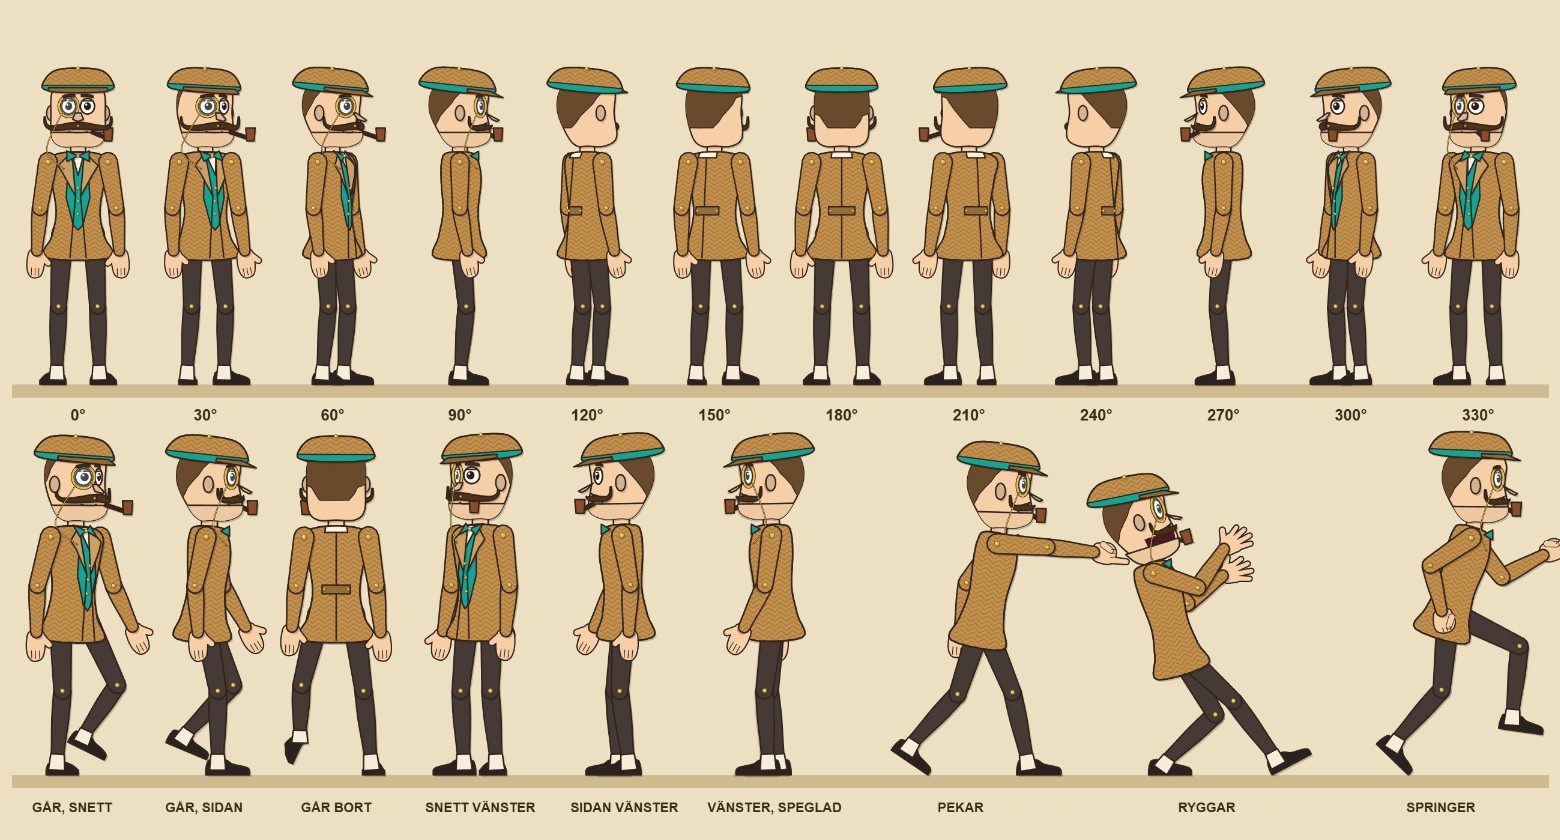 0° 30° 60° 90° 120° 150° 180° 210° 240° 270° 300° 330°
GÅR, SNETT GÅR, SIDAN GÅR BORT SNETT VÄNSTER SIDAN VÄNSTER VÄNSTER, SPEGLAD PEKAR RYGGAR SPRINGER